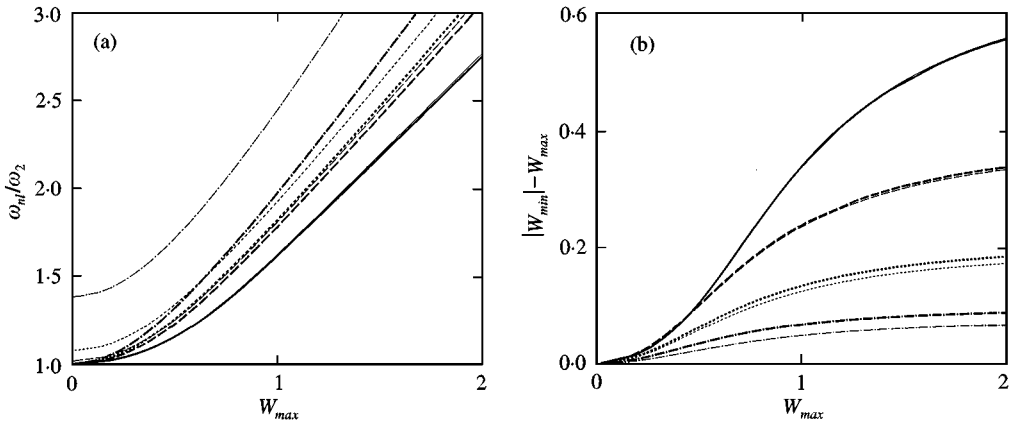 3·0
(a)
2·5
2·0
1·5
1·0
ω_nl/ω_2
0
1
2
W_max
0·6
(b)
0·4
0·2
0·0
|W_min|−W_max
0
1
2
W_max